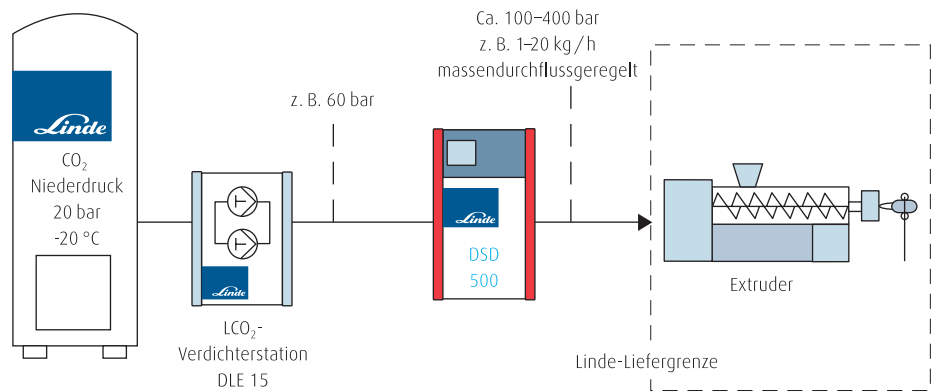 Ca. 100–400 bar
z. B. 1–20 kg / h
massendurchflussgeregelt
z. B. 60 bar
Linde
CO₂
Niederdruck
20 bar
-20 °C
Linde
LCO₂-
Verdichterstation
DLE 15
Linde
DSD
500
Extruder
Linde-Liefergrenze